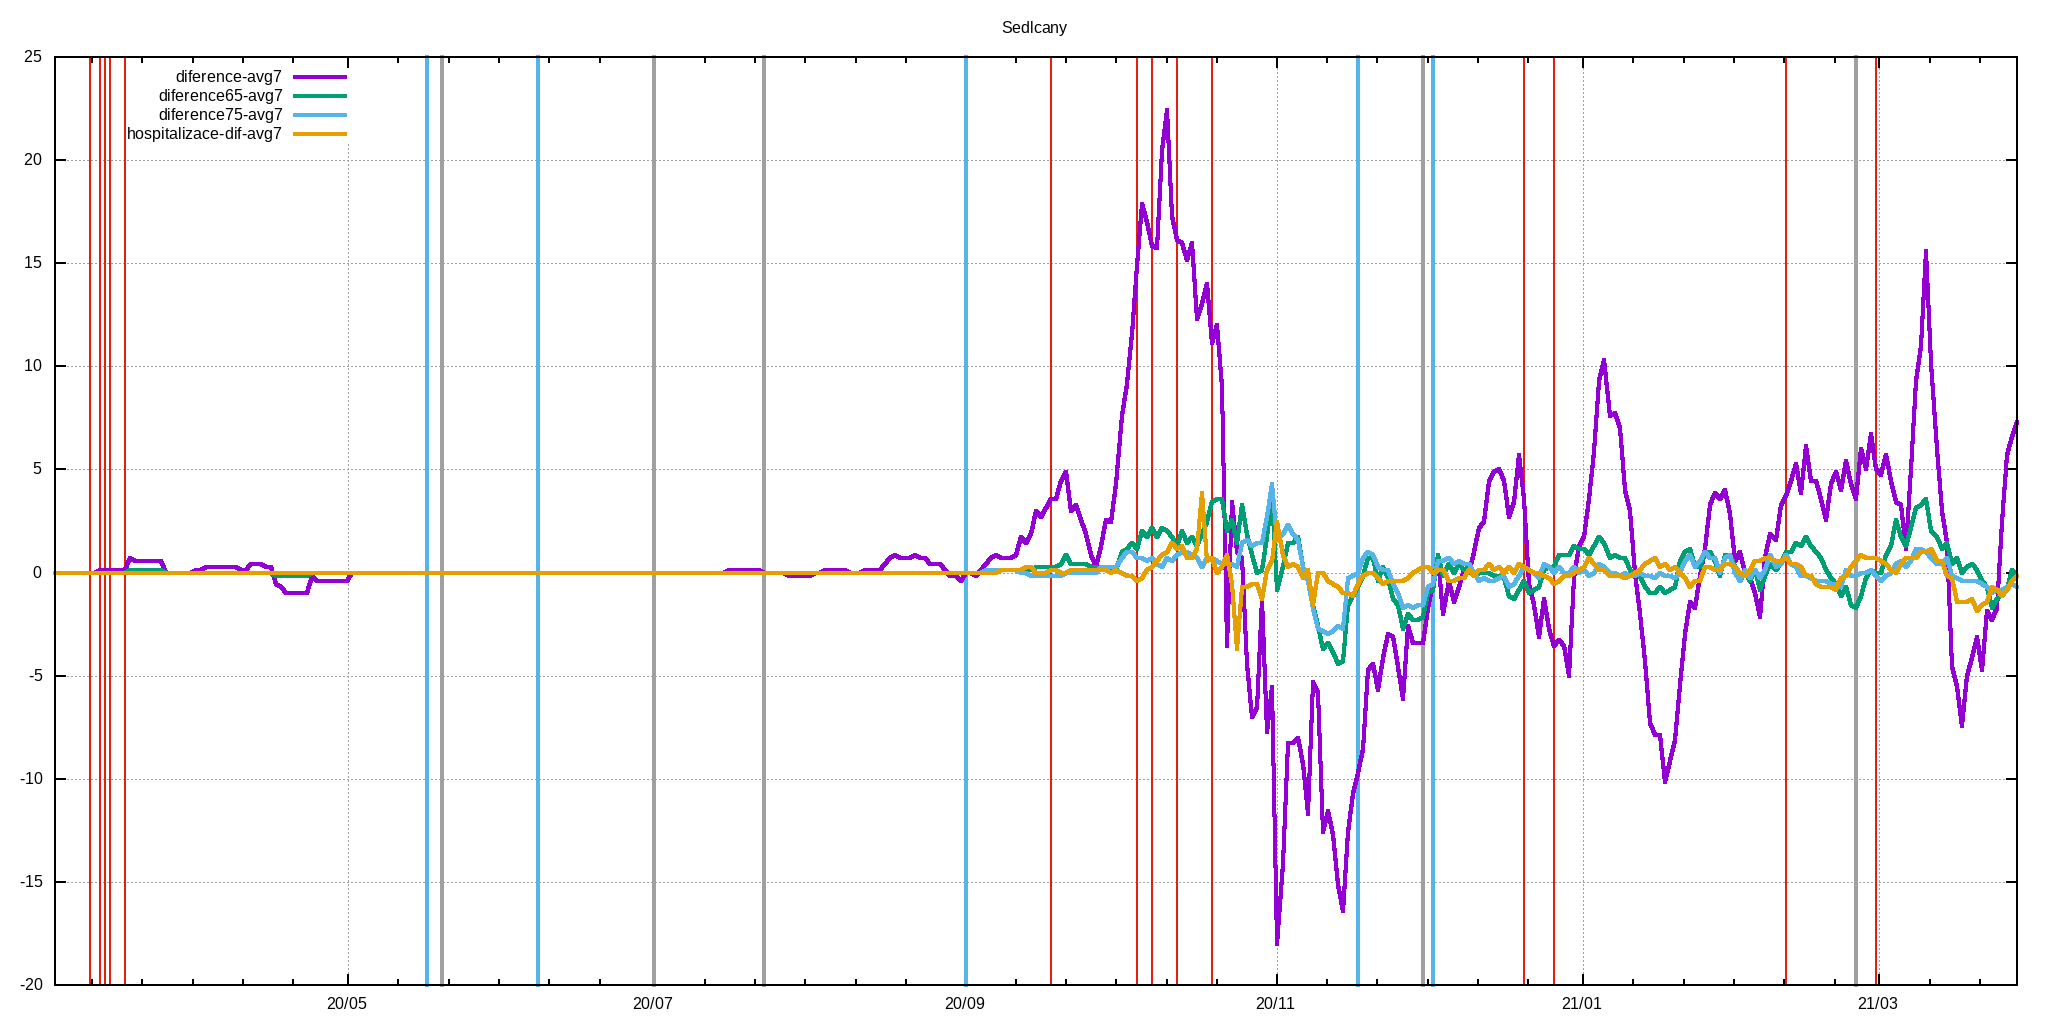 Sedlcany
25
diference-avg7
diference65-avg7
diference75-avg7
hospitalizace-dif-avg7
20
15
10
5
0
-5
-10
-15
-20
20/05 20/07 20/09 20/11 21/01 21/03